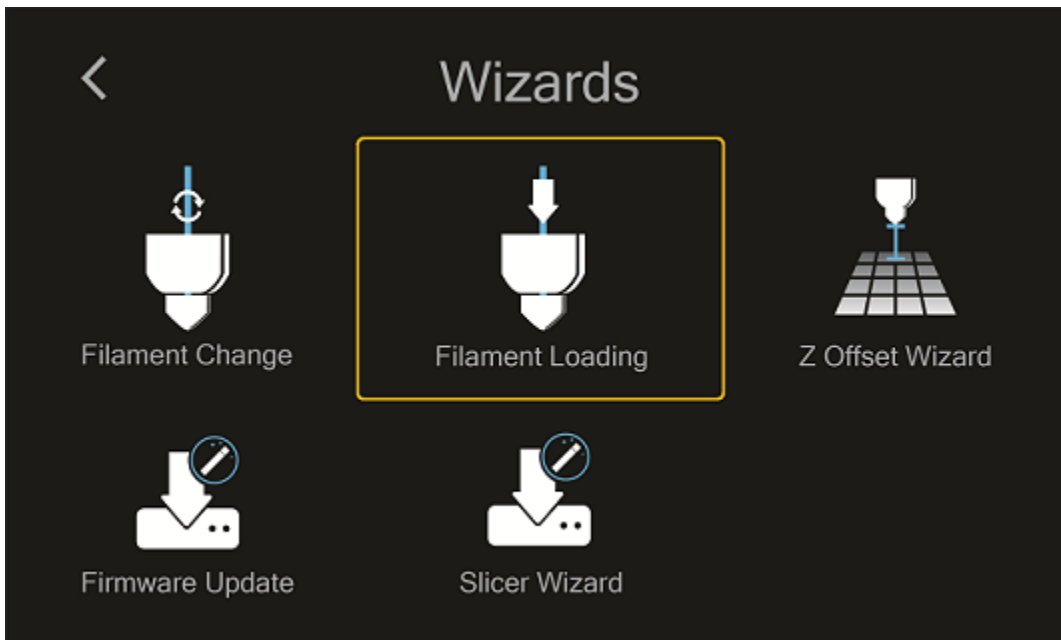 Wizards
Filament Change
Filament Loading
Z Offset Wizard
Firmware Update
Slicer Wizard